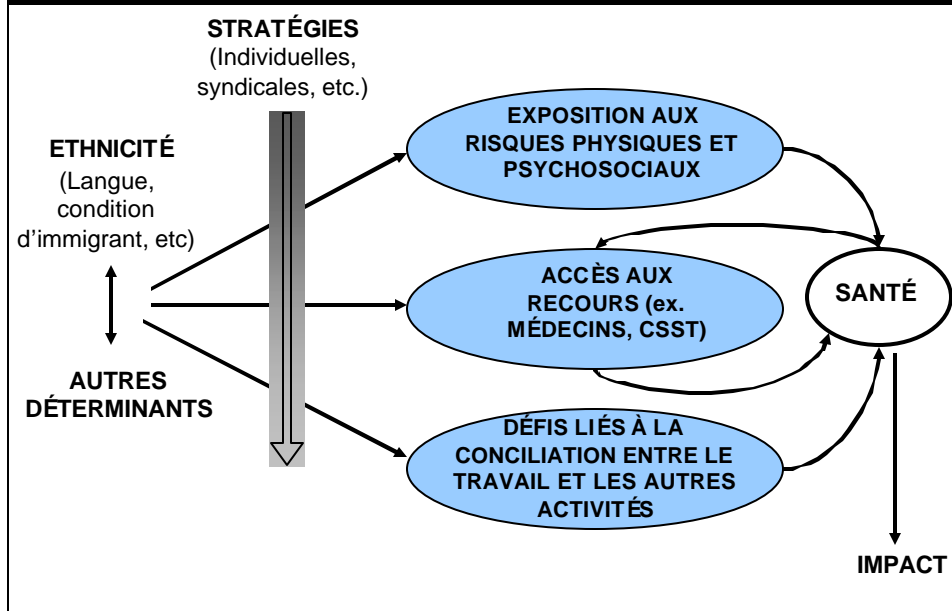 STRATÉGIES
(Individuelles,
syndicales, etc.)
ETHNICITÉ
(Langue,
condition
d'immigrant, etc)
AUTRES
DÉTERMINANTS
EXPOSITION AUX
RISQUES PHYSIQUES ET
PSYCHOSOCIAUX
ACCÈS AUX
RECOURS (ex.
MÉDECINS, CSST)
DÉFIS LIÉS À LA
CONCILIATION ENTRE LE
TRAVAIL ET LES AUTRES
ACTIVITÉS
SANTÉ
IMPACT